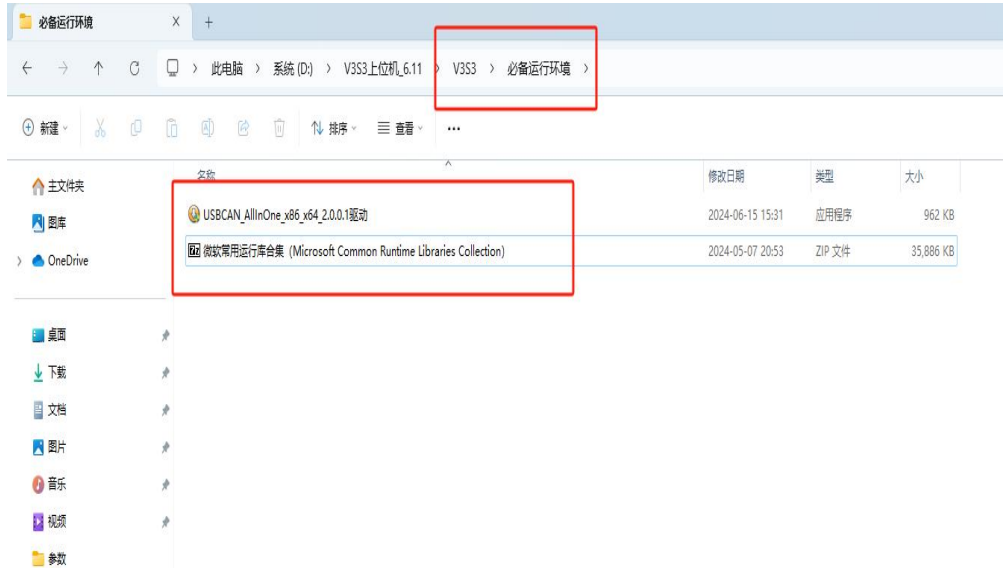 必备运行环境
此电脑 > 系统 (D:) > V3S3上位机_6.11 > V3S3 > 必备运行环境 >
新建 排序 查看 ...
名称 修改日期 类型 大小
USBCAN_AllInOne_x86_x64_2.0.0.1驱动 2024-06-15 15:31 应用程序 962 KB
微软常用运行库合集 (Microsoft Common Runtime Libraries Collection) 2024-05-07 20:53 ZIP 文件 35,886 KB
主文件夹
图库
OneDrive
桌面
下载
文档
图片
音乐
视频
参数